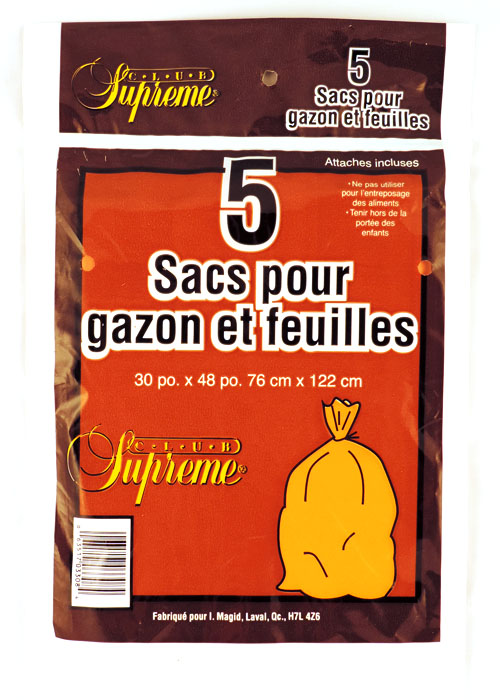 CLUB
Supreme®
5
Sacs pour
gazon et feuilles
Attaches incluses
• Ne pas utiliser
pour l'entreposage
des aliments
• Tenir hors de la
portée des
enfants
5
Sacs pour
gazon et feuilles
30 po. x 48 po. 76 cm x 122 cm
CLUB
Supreme®
Fabriqué pour I. Magid, Laval, Qc., H7L 4Z6